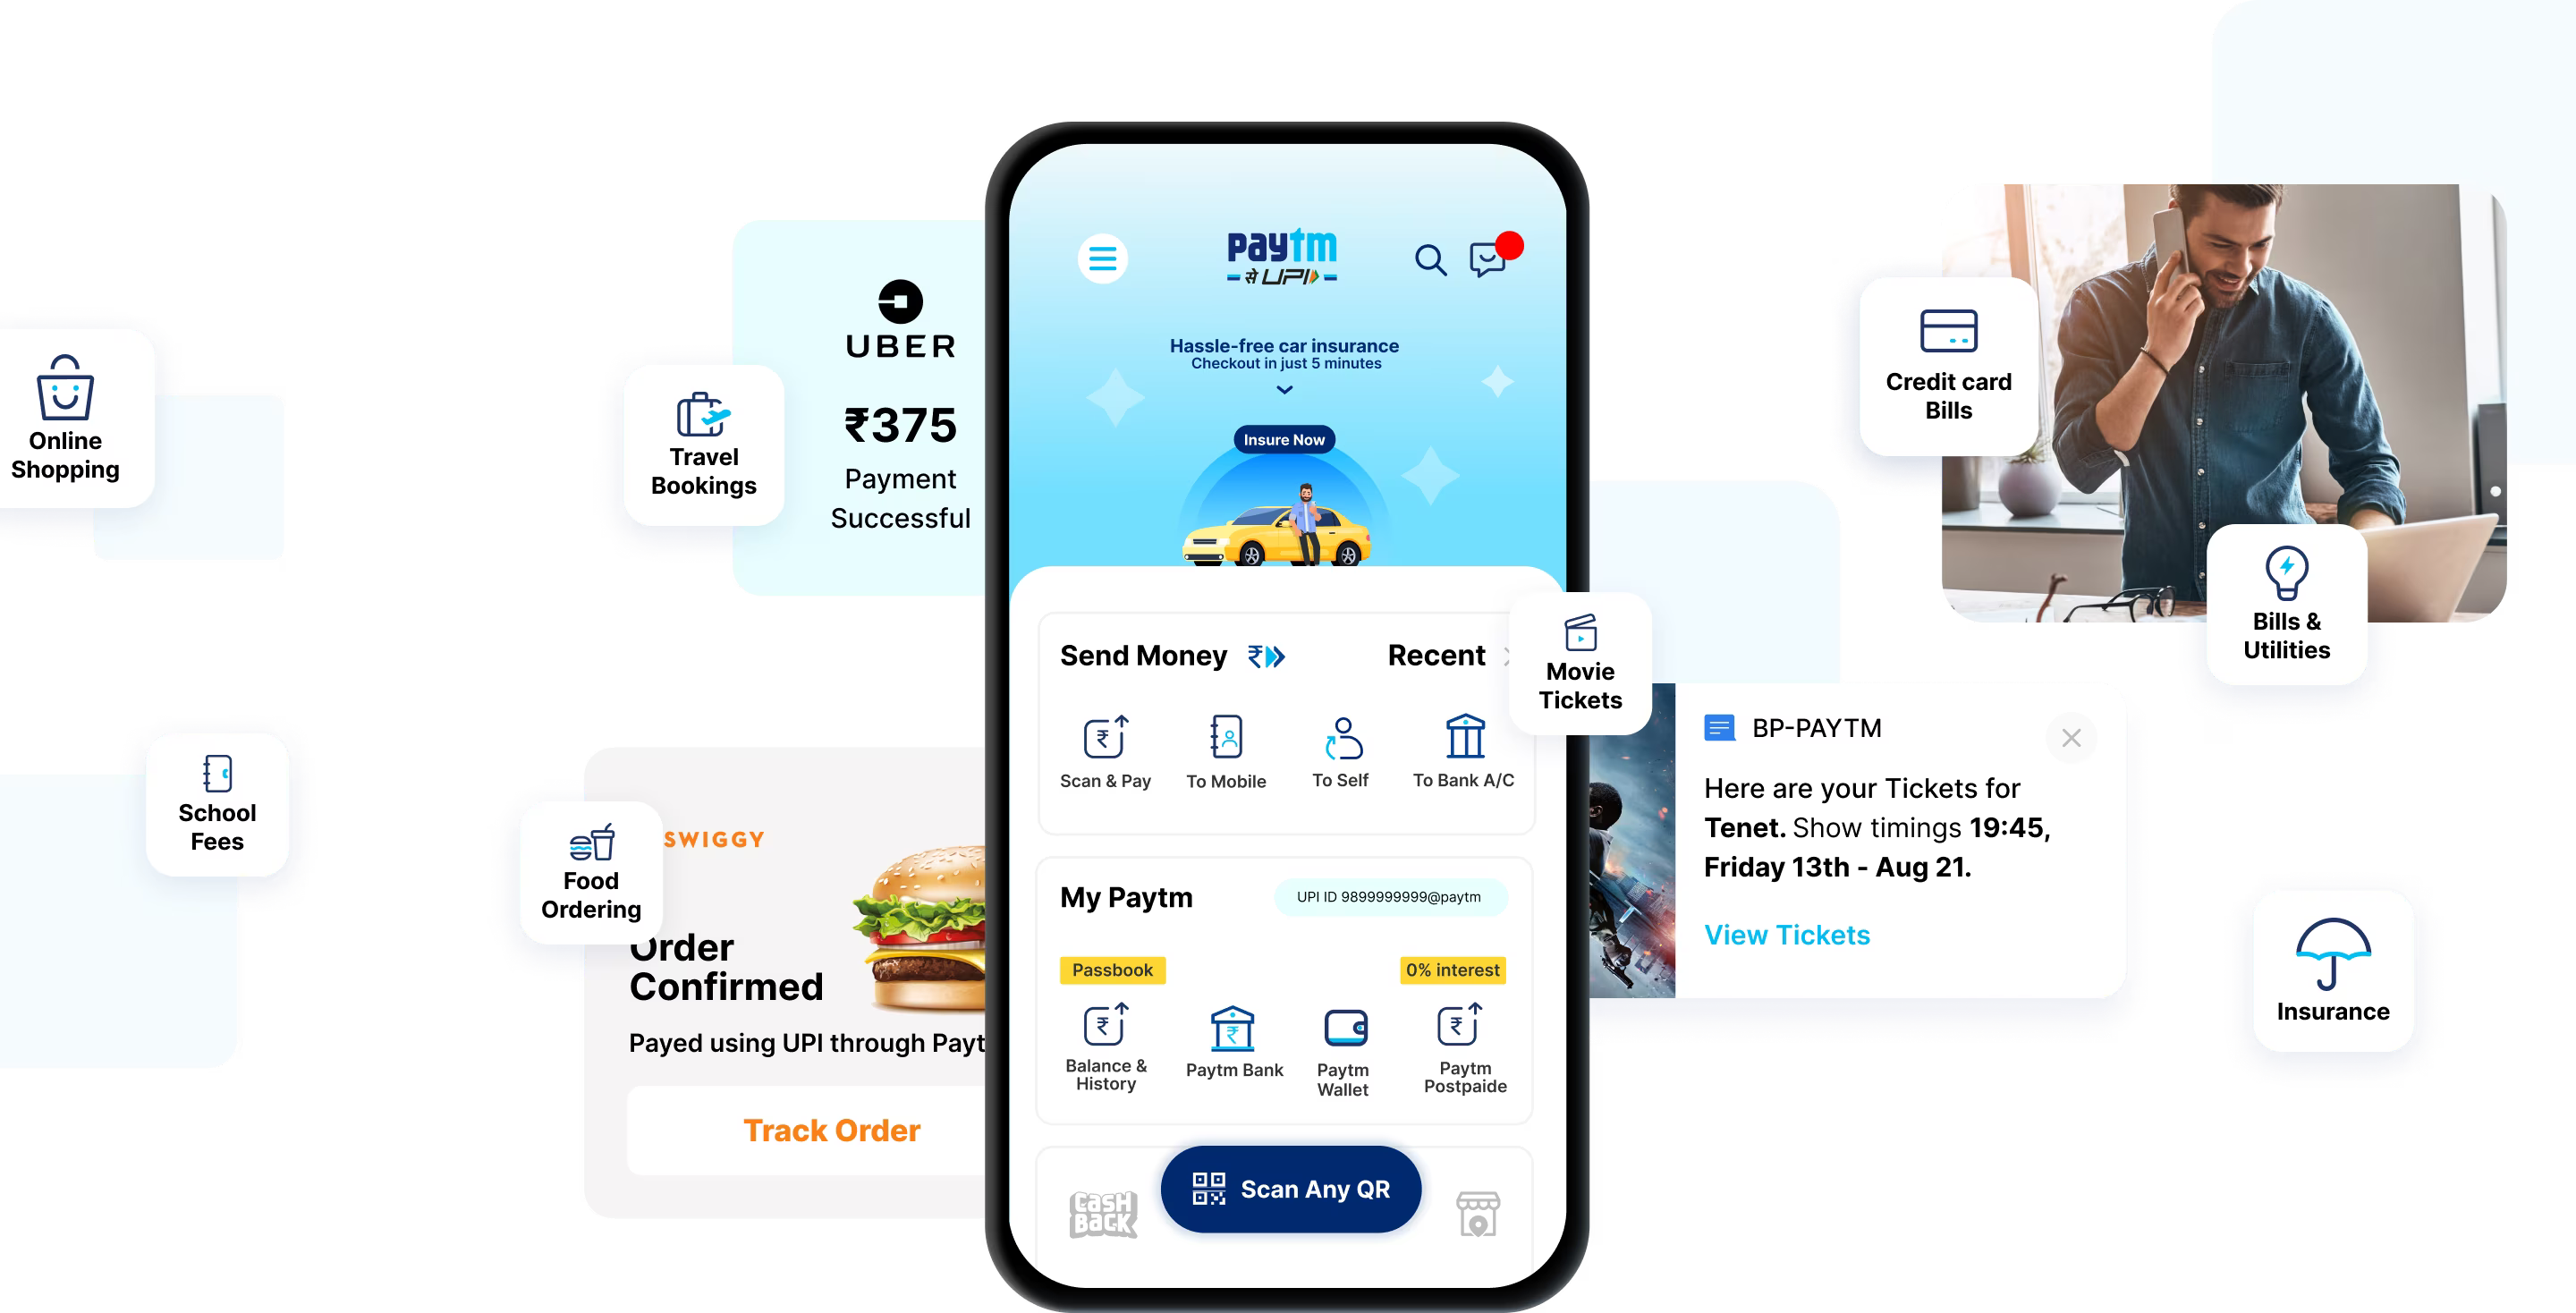 Online
Shopping
School
Fees
Travel
Bookings
UBER
₹375
Payment
Successful
Food
Ordering
SWIGGY
Order
Confirmed
Payed using UPI through Payt
Track Order
paytm
से UPI
Hassle-free car insurance
Checkout in just 5 minutes
Insure Now
Send Money ₹
Recent
Scan & Pay
To Mobile
To Self
To Bank A/C
My Paytm
UPI ID 9899999999@paytm
Passbook
0% interest
Balance &
History
Paytm Bank
Paytm
Wallet
Paytm
Postpaide
CASH
BACK
Scan Any QR
Movie
Tickets
Credit card
Bills
Bills &
Utilities
BP-PAYTM
Here are your Tickets for
Tenet. Show timings 19:45,
Friday 13th - Aug 21.
View Tickets
Insurance